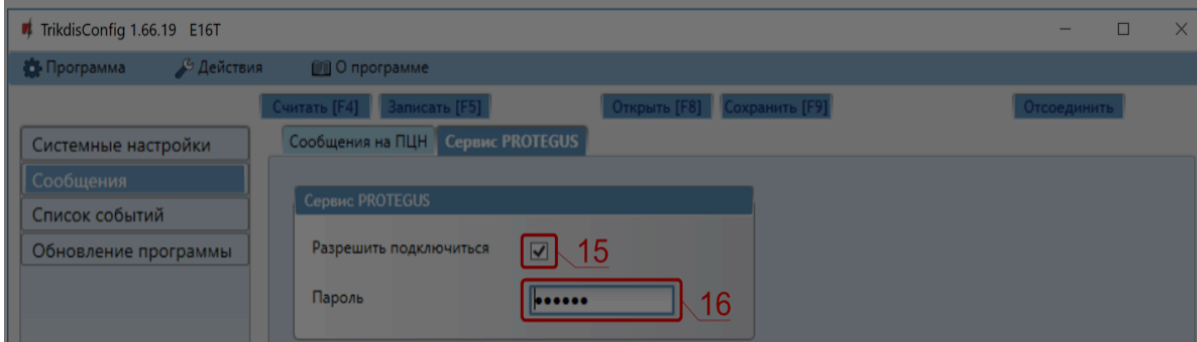 TrikdisConfig 1.66.19 E16T
Программа Действия О программе
Считать [F4] Записать [F5] Открыть [F8] Сохранить [F9] Отсоединить
Системные настройки
Сообщения
Список событий
Обновление программы
Сообщения на ПЦН Сервис PROTEGUS
Сервис PROTEGUS
Разрешить подключиться 15
Пароль •••••• 16